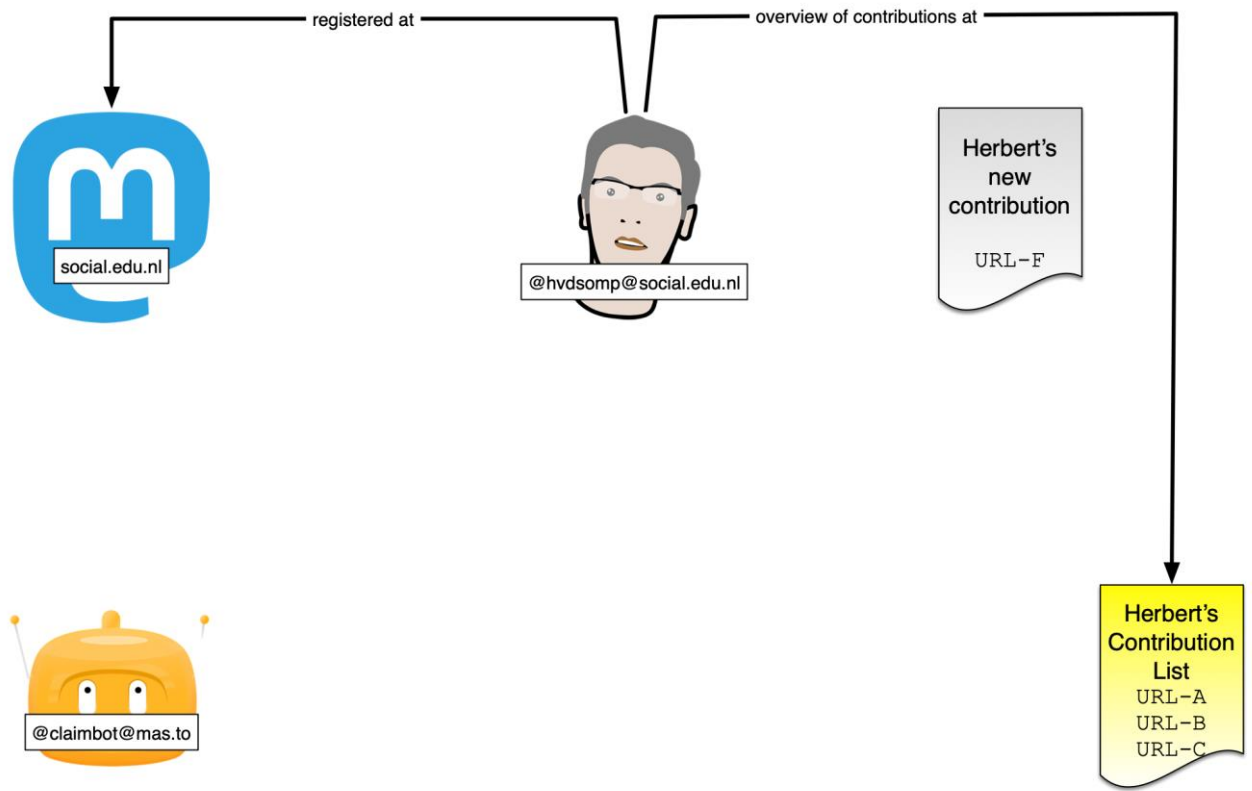 registered at
overview of contributions at
m
social.edu.nl
@hvdsomp@social.edu.nl
Herbert's
new
contribution
URL-F
@claimbot@mas.to
Herbert's
Contribution
List
URL-A
URL-B
URL-C